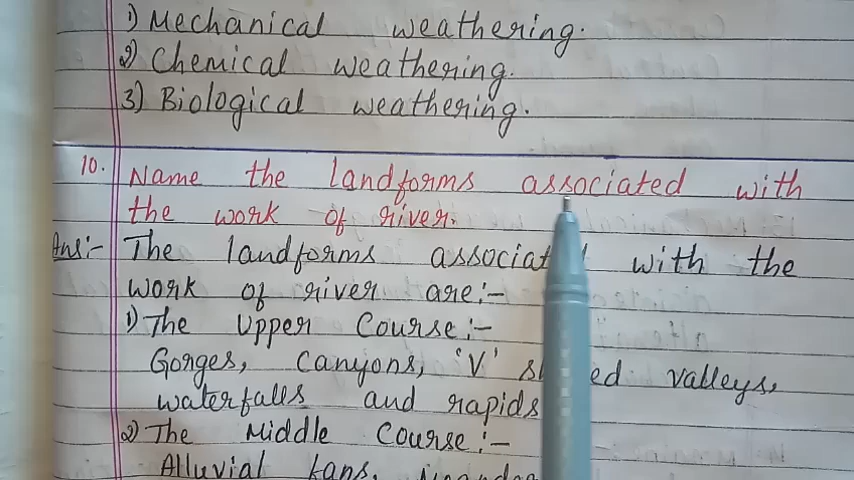 1) Mechanical weathering.
2) Chemical weathering.
3) Biological weathering.
10. Name the landforms associated with
the work of river.
Ans:- The landforms with the
work of river are:-
1) The Upper Course:-
Gorges, Canyons, 'V' valleys,
waterfalls and rapids
2) The Middle Course:-
Alluvial fans,